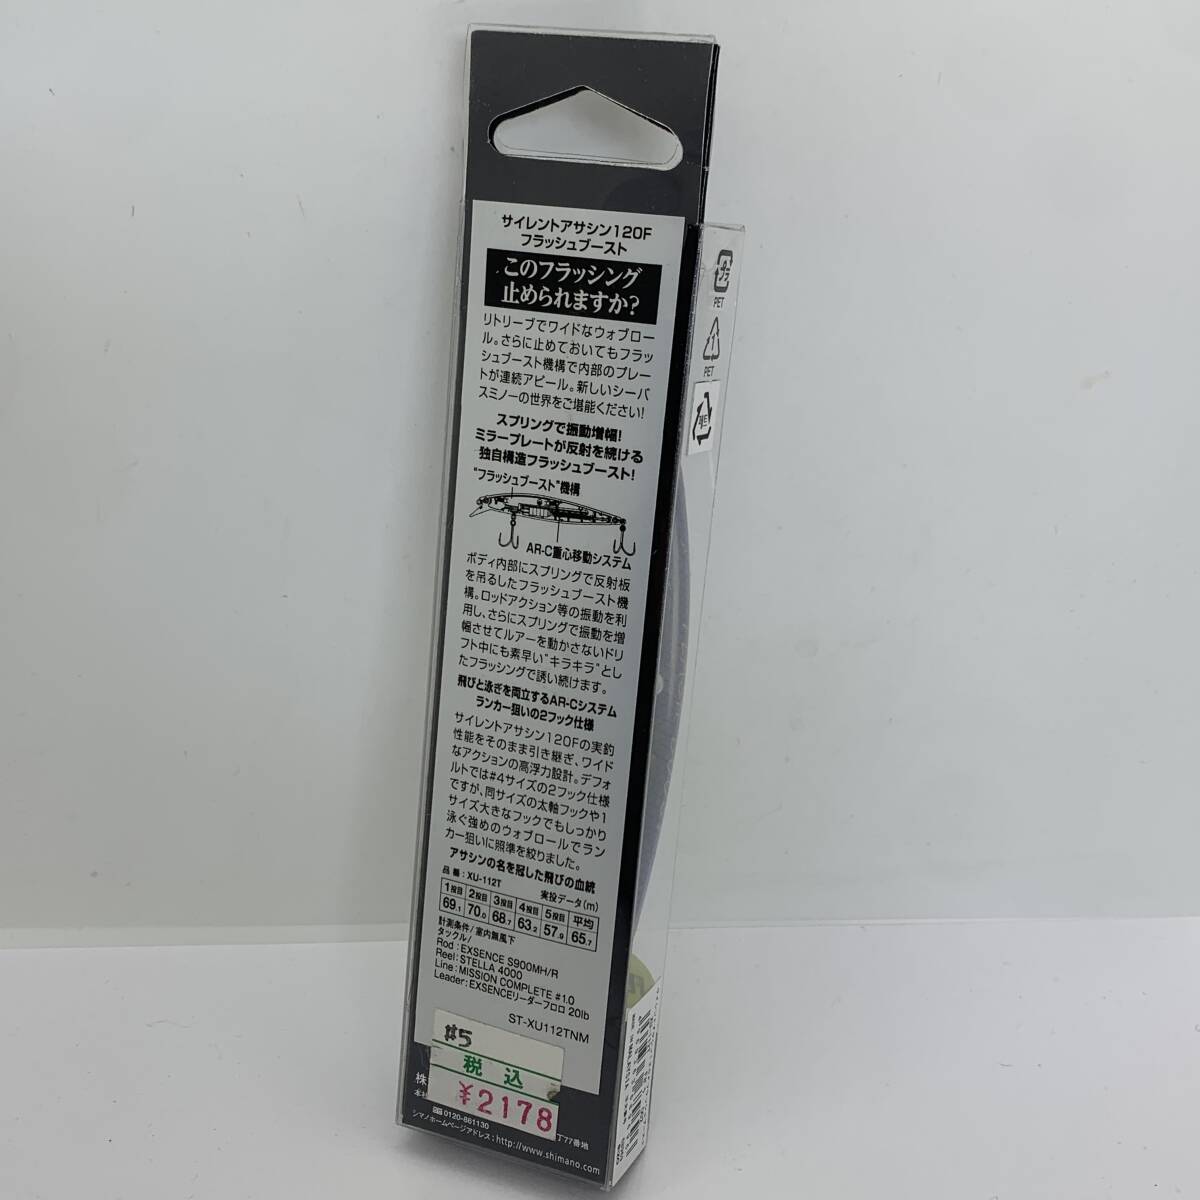 サイレントアサシン120F
フラッシュブースト
このフラッシング
止められますか?
リトリーブでワイドなウォブロー
ル。さらに止めておいてもフラッ
シュブースト機構で内部のプレー
トが連続アピール。新しいシーバ
スミノーの世界をご堪能ください!
スプリングで振動増幅!
ミラープレートが反射を続ける
独自構造フラッシュブースト!
"フラッシュブースト"機構
AR-C重心移動システム
ボディ内部にスプリングで反射板
を吊るしたフラッシュブースト機
構。ロッドアクション等の振動を利
用し、さらにスプリングで振動を増
幅させてルアーを動かさないドリ
フト中にも素早い"キラキラ"とし
たフラッシングで誘い続けます。
飛びと泳ぎを両立するAR-Cシステム
ランカー狙いの2フック仕様
サイレントアサシン120Fの実釣
性能をそのまま引き継ぎ、ワイド
なアクションの高浮力設計。デフォ
ルトでは#4サイズの2フック仕様
ですが、同サイズの太軸フックや1
サイズ大きなフックでもしっかり
泳ぐ強めのウォブロールでラン
カー狙いに照準を絞りました。
アサシンの名を冠した飛びの血統
品番:XU-112T 実投データ(m)
1投目 2投目 3投目 4投目 5投目 平均
69.1 70.0 68.7 63.2 57.9 65.7
計測条件/室内無風下
タックル/
Rod:EXSENCE S900MH/R
Reel:STELLA 4000
Line:MISSION COMPLETE #1.0
Leader:EXSENCEリーダーフロロ 20lb
ST-XU112TNM
#5
税込
¥2178
株
本社
0120-861130
丁77番地
シマノホームページアドレス:http://www.shimano.com
プラ
PET
1
PET
外
MALAYSIA